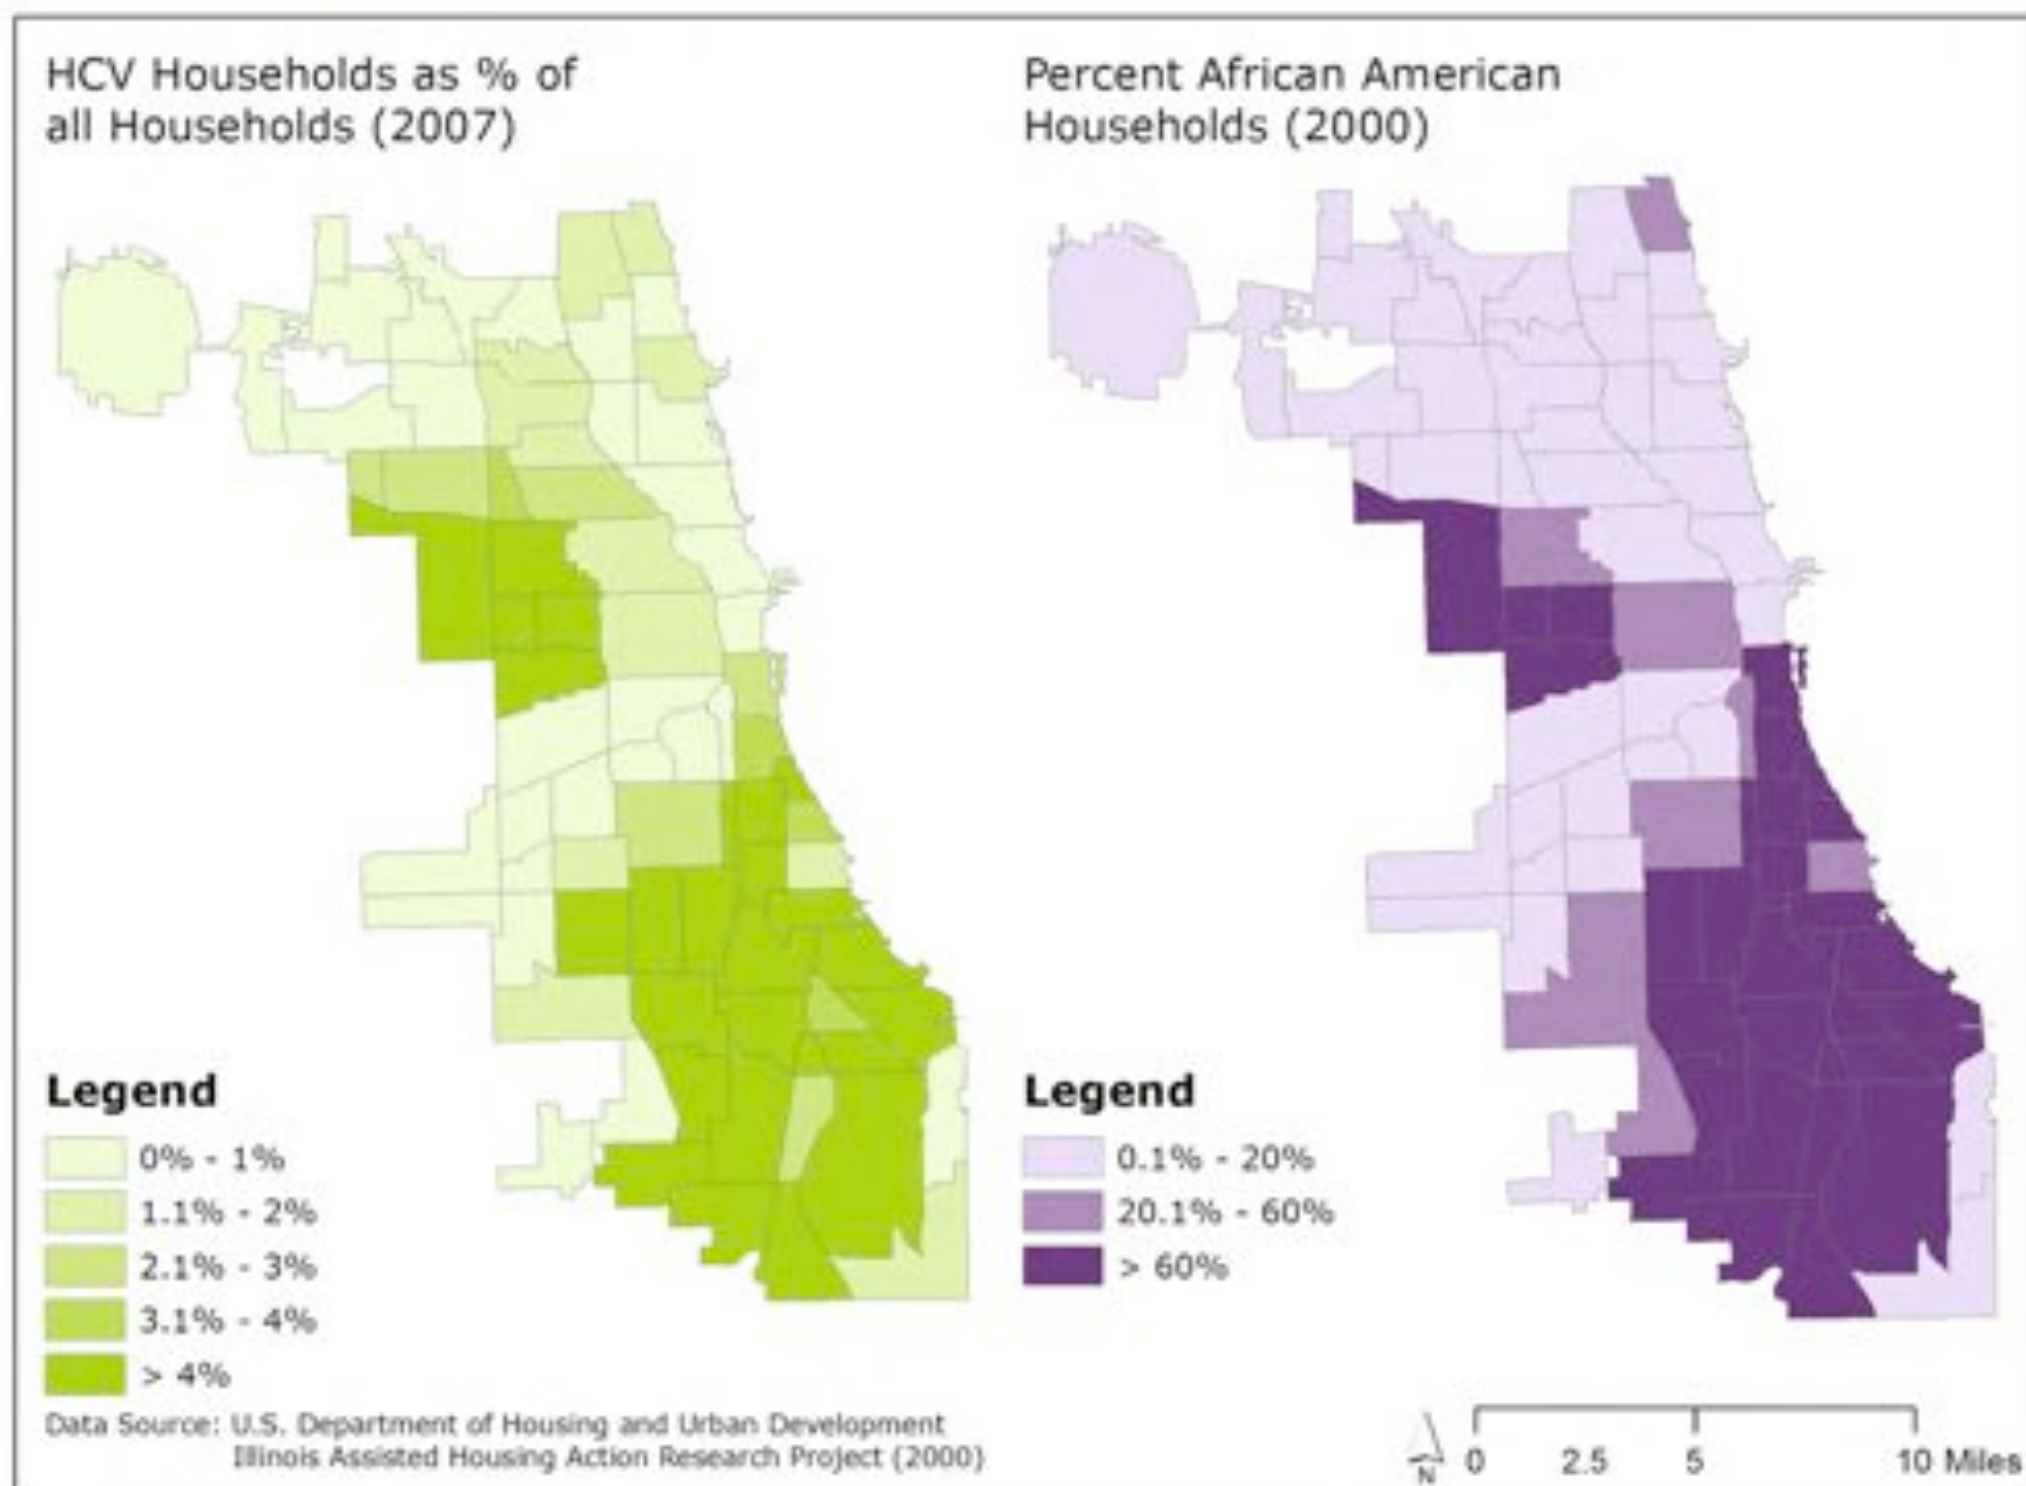 HCV Households as % of
all Households (2007)
Percent African American
Households (2000)
Legend
0% - 1%
1.1% - 2%
2.1% - 3%
3.1% - 4%
> 4%
Legend
0.1% - 20%
20.1% - 60%
> 60%
Data Source: U.S. Department of Housing and Urban Development
Illinois Assisted Housing Action Research Project (2000)
N
0 2.5 5 10 Miles